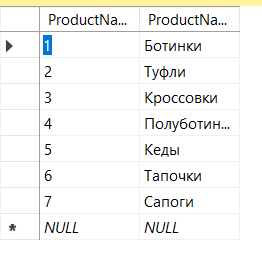 ProductNa... ProductNa...
1 Ботинки
2 Туфли
3 Кроссовки
4 Полуботин...
5 Кеды
6 Тапочки
7 Сапоги
* NULL NULL